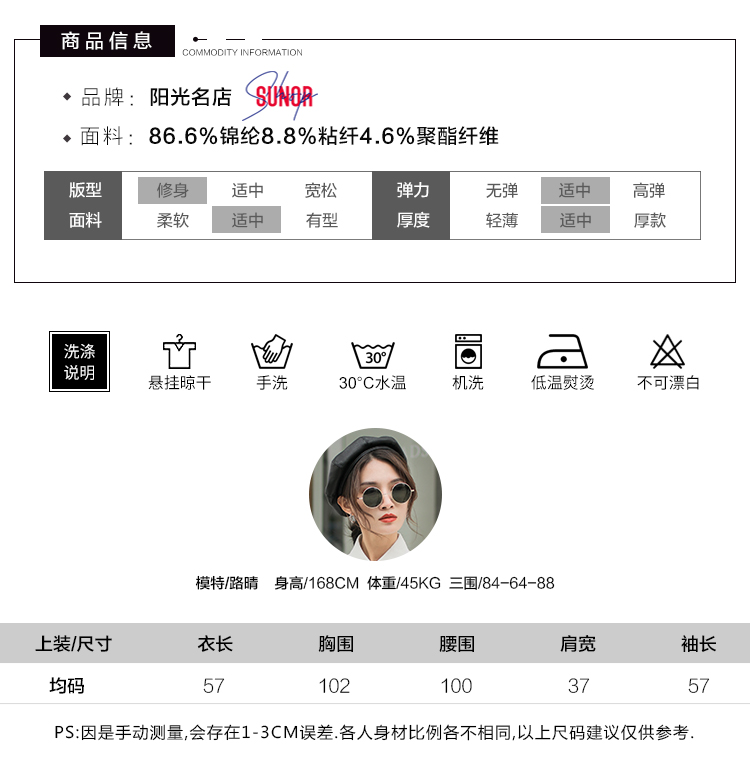 商品信息
COMMODITY INFORMATION
品牌: 阳光名店 SUNOR Shop
面料: 86.6%锦纶8.8%粘纤4.6%聚酯纤维
版型 修身 适中 宽松 弹力 无弹 适中 高弹
面料 柔软 适中 有型 厚度 轻薄 适中 厚款
洗涤
说明
悬挂晾干 手洗 30°C水温 机洗 低温熨烫 不可漂白
30°
模特/路晴 身高/168CM 体重/45KG 三围/84-64-88
上装/尺寸 衣长 胸围 腰围 肩宽 袖长
均码 57 102 100 37 57
PS:因是手动测量,会存在1-3CM误差.各人身材比例各不相同,以上尺码建议仅供参考.